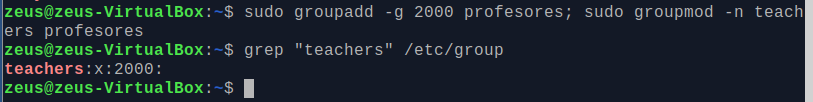 zeus@zeus-VirtualBox:~$ sudo groupadd -g 2000 profesores; sudo groupmod -n teach
ers profesores
zeus@zeus-VirtualBox:~$ grep "teachers" /etc/group
teachers:x:2000:
zeus@zeus-VirtualBox:~$